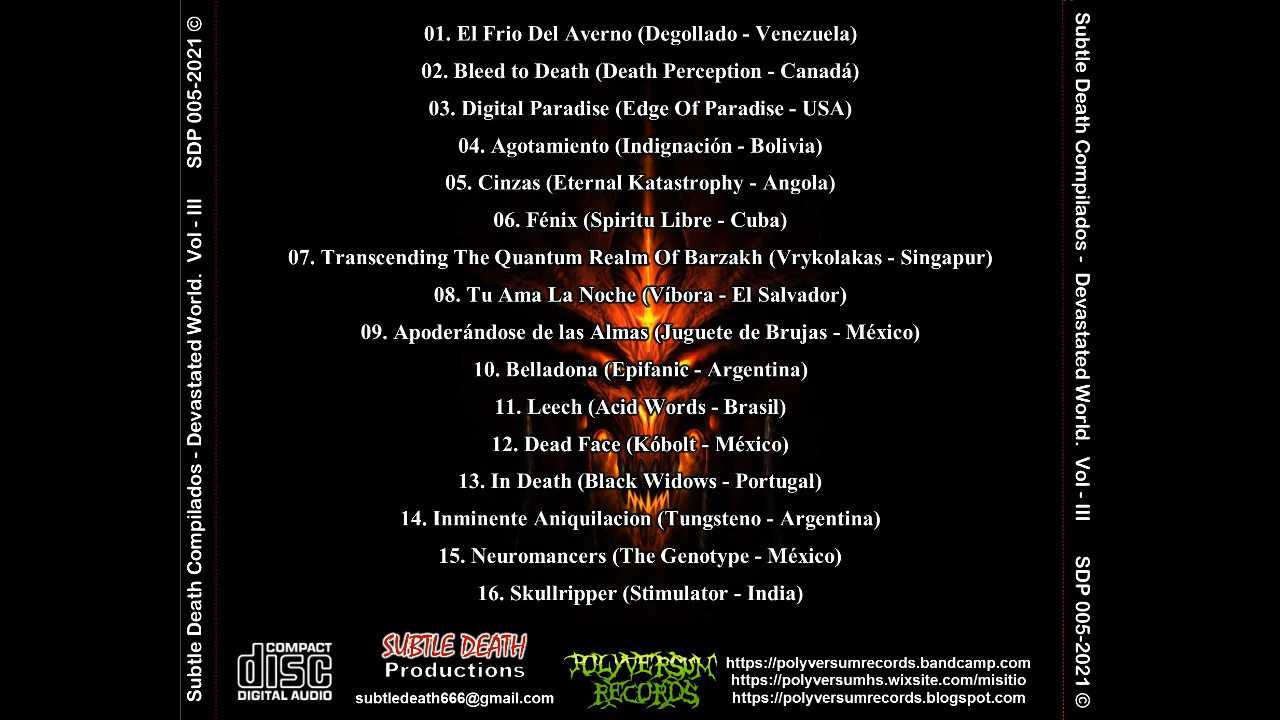 Subtle Death Compilados - Devastated World. Vol - III SDP 005-2021 ©
01. El Frio Del Averno (Degollado - Venezuela)
02. Bleed to Death (Death Perception - Canadá)
03. Digital Paradise (Edge Of Paradise - USA)
04. Agotamiento (Indignación - Bolivia)
05. Cinzas (Eternal Katastrophy - Angola)
06. Fénix (Spiritu Libre - Cuba)
07. Transcending The Quantum Realm Of Barzakh (Vrykolakas - Singapur)
08. Tu Ama La Noche (Víbora - El Salvador)
09. Apoderándose de las Almas (Juguete de Brujas - México)
10. Belladona (Epifanic - Argentina)
11. Leech (Acid Words - Brasil)
12. Dead Face (Kóbolt - México)
13. In Death (Black Widows - Portugal)
14. Inminente Aniquilacion (Tungsteno - Argentina)
15. Neuromancers (The Genotype - México)
16. Skullripper (Stimulator - India)
COMPACT
disc
DIGITAL AUDIO
SUBTLE DEATH
Productions
subtledeath666@gmail.com
POLYVERSUM
RECORDS
https://polyversumrecords.bandcamp.com
https://polyversumhs.wixsite.com/misitio
https://polyversumrecords.blogspot.com
Subtle Death Compilados - Devastated World. Vol - III SDP 005-2021 ©